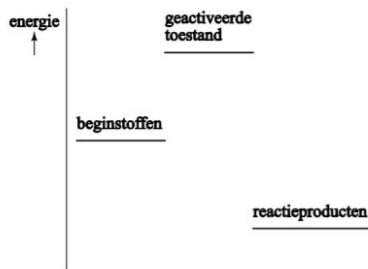 energie
geactiveerde
toestand
beginstoffen
reactieproducten